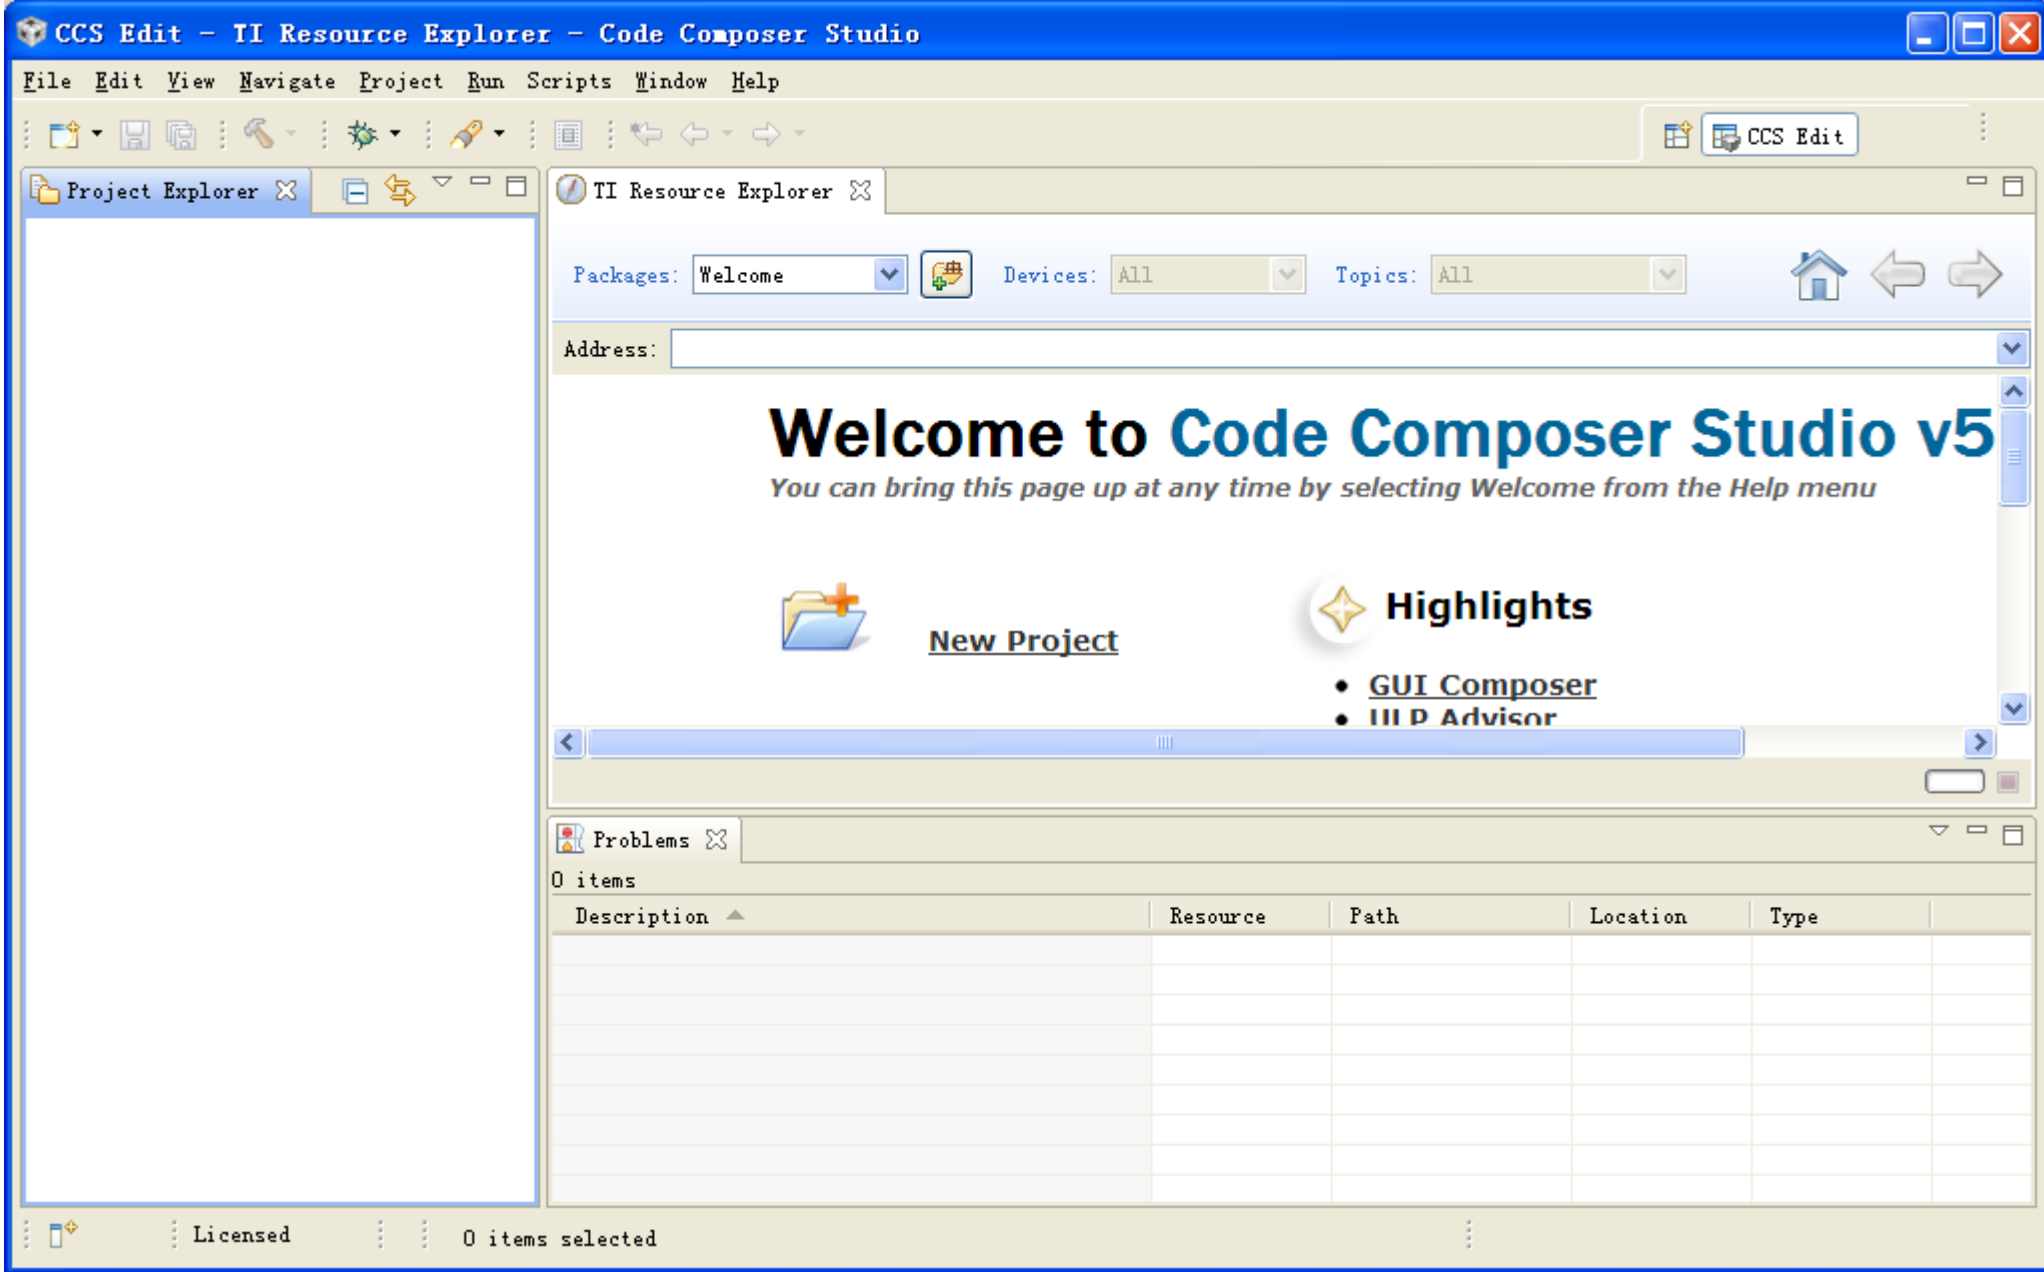 CCS Edit - TI Resource Explorer - Code Composer Studio
File Edit View Navigate Project Run Scripts Window Help
CCS Edit
Project Explorer
TI Resource Explorer
Packages: Welcome Devices: All Topics: All
Address:
Welcome to Code Composer Studio v5
You can bring this page up at any time by selecting Welcome from the Help menu
Highlights
New Project
GUI Composer
ULP Advisor
Problems
0 items
Description Resource Path Location Type
Licensed 0 items selected